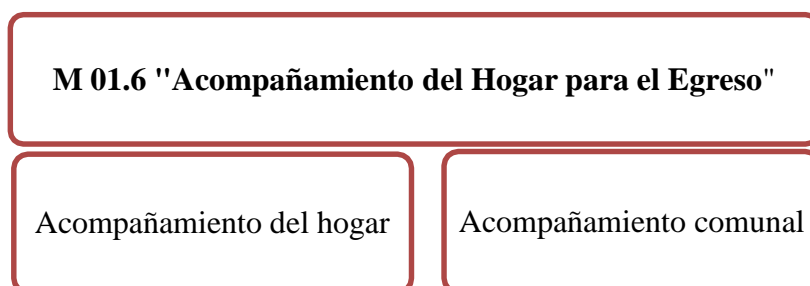 M 01.6 "Acompañamiento del Hogar para el Egreso"
Acompañamiento del hogar
Acompañamiento comunal